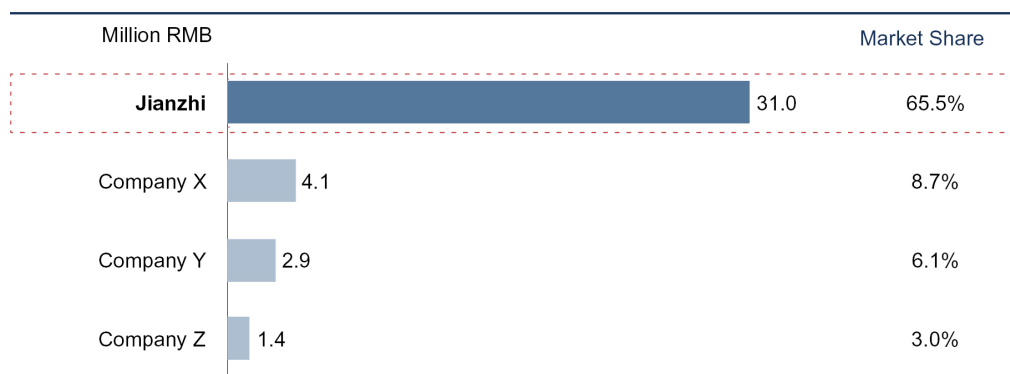 Million RMB Market Share
Jianzhi 31.0 65.5%
Company X 4.1 8.7%
Company Y 2.9 6.1%
Company Z 1.4 3.0%